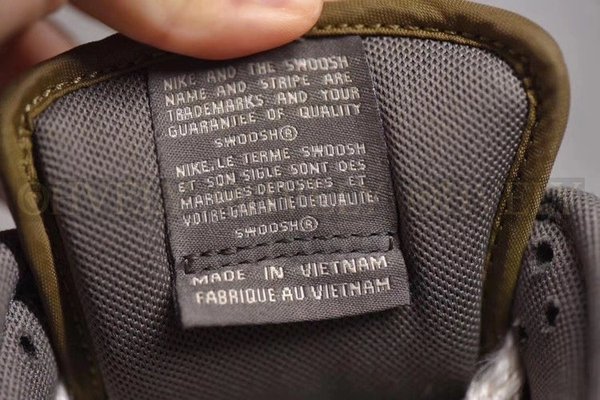 NIKE AND THE SWOOSH
NAME AND STRIPE ARE
TRADEMARKS AND YOUR
GUARANTEE OF QUALITY
SWOOSH®
NIKE, LE TERME SWOOSH
ET SON SIGLE SONT DES
MARQUES DEPOSÉES ET
VOTRE GARANTIE DE QUALITE,
SWOOSH®
MADE IN VIETNAM
FABRIQUE AU VIETNAM